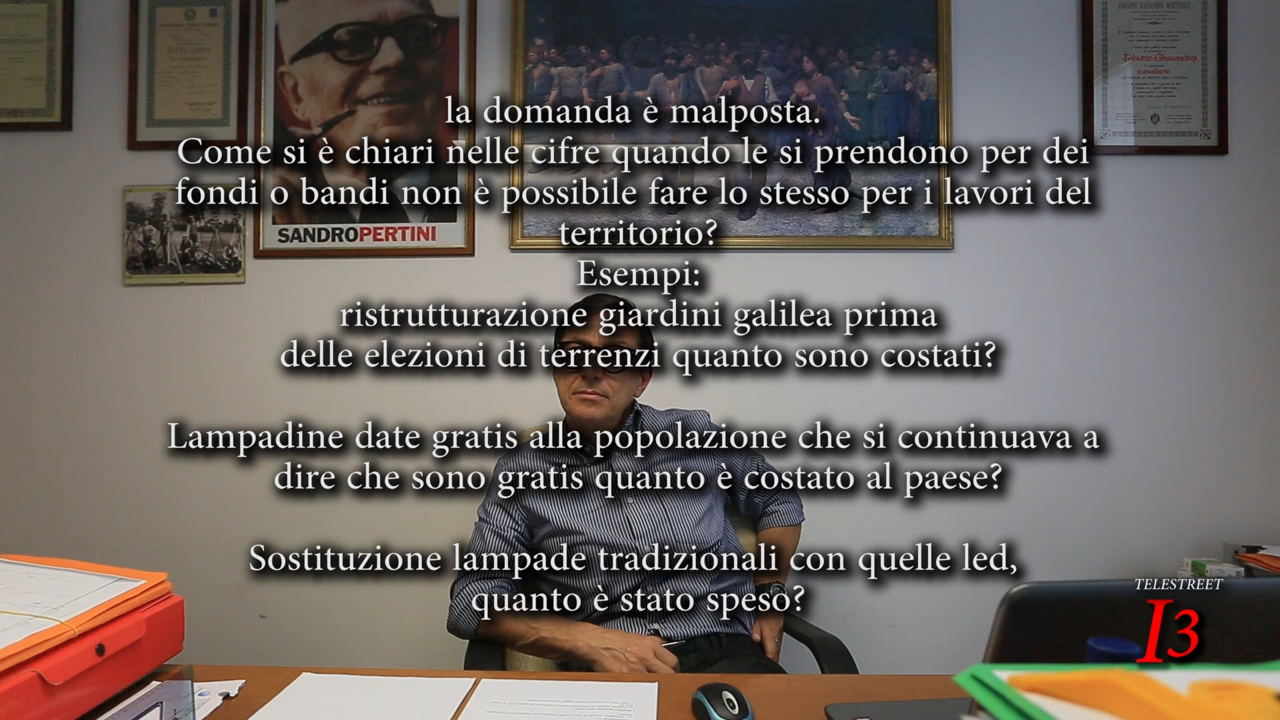 DIPLOMA
la domanda è malposta.
Come si è chiari nelle cifre quando le si prendono per dei
fondi o bandi non è possibile fare lo stesso per i lavori del
territorio?
SANDROPERTINI
Esempi:
ristrutturazione giardini galilea prima
delle elezioni di terrenzi quanto sono costati?
Lampadine date gratis alla popolazione che si continuava a
dire che sono gratis quanto è costato al paese?
Sostituzione lampade tradizionali con quelle led,
quanto è stato speso?
TELESTREET
I3